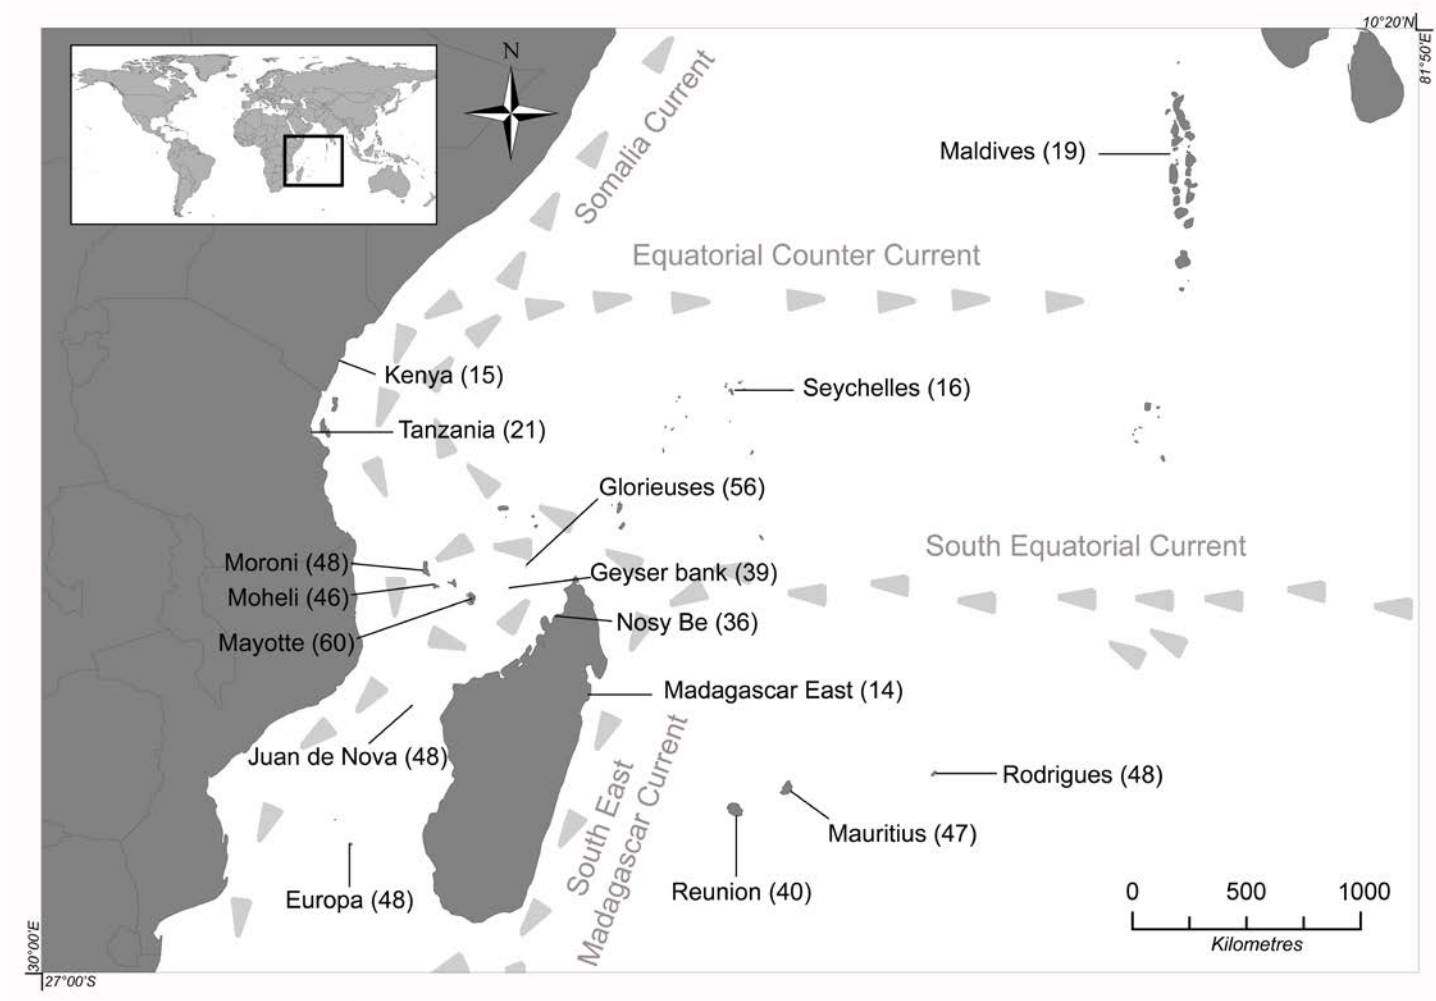 10°20'N
81°50'E
N
Somalia Current
Maldives (19)
Equatorial Counter Current
Kenya (15)
Seychelles (16)
Tanzania (21)
Glorieuses (56)
South Equatorial Current
Moroni (48)
Geyser bank (39)
Moheli (46)
Nosy Be (36)
Mayotte (60)
Madagascar East (14)
Juan de Nova (48)
South East
Madagascar Current
Rodrigues (48)
Mauritius (47)
Reunion (40)
Europa (48)
0 500 1000
Kilometres
30°00'E
27°00'S